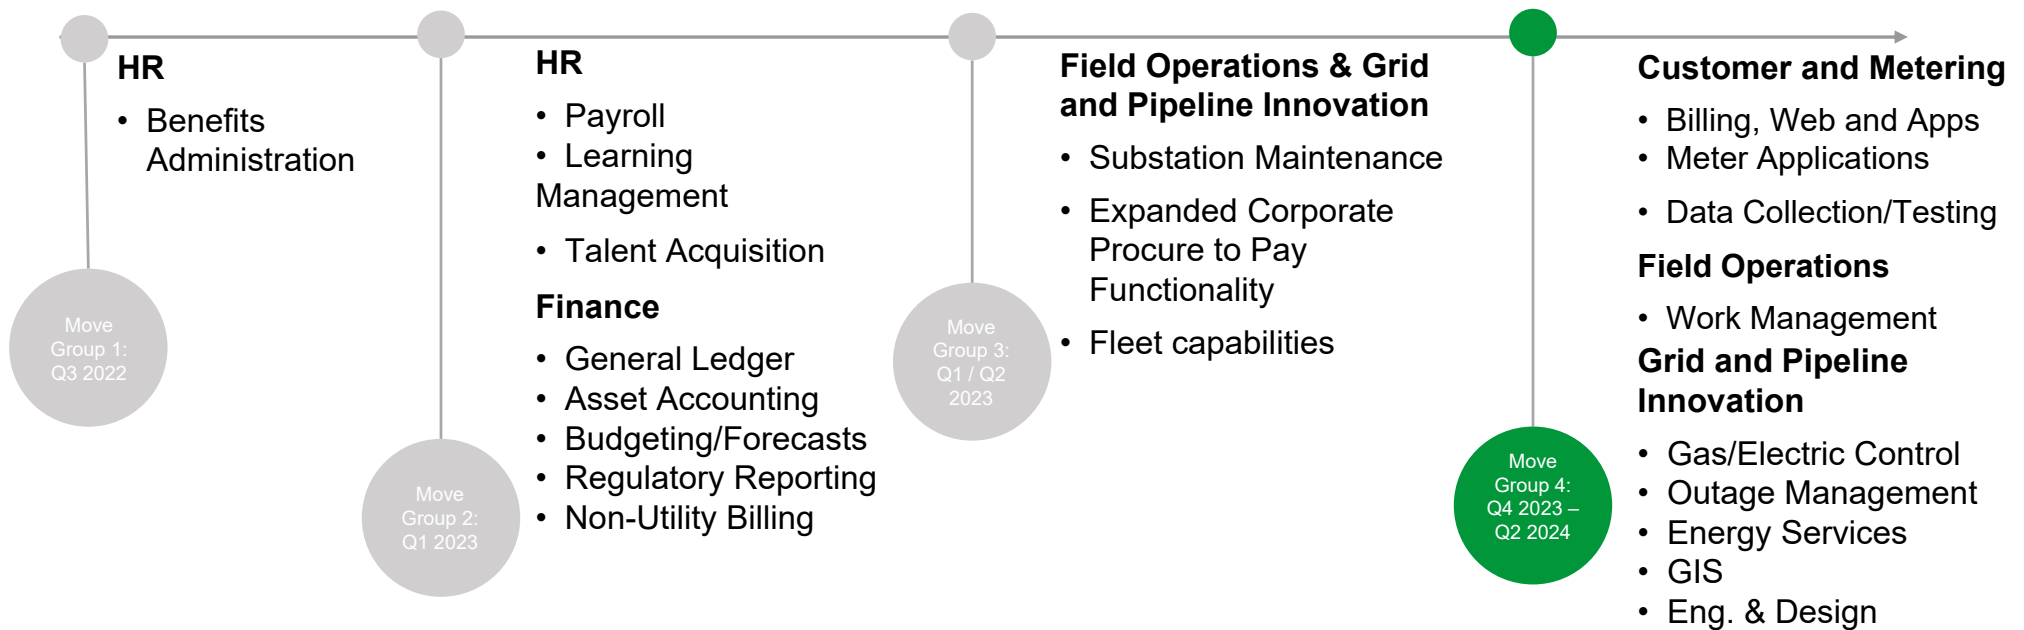 HR
• Benefits
Administration
Move
Group 1:
Q3 2022
HR
• Payroll
• Learning
Management
• Talent Acquisition
Finance
• General Ledger
• Asset Accounting
• Budgeting/Forecasts
• Regulatory Reporting
• Non-Utility Billing
Move
Group 2:
Q1 2023
Field Operations & Grid
and Pipeline Innovation
• Substation Maintenance
• Expanded Corporate
Procure to Pay
Functionality
• Fleet capabilities
Move
Group 3:
Q1 / Q2
2023
Customer and Metering
• Billing, Web and Apps
• Meter Applications
• Data Collection/Testing
Field Operations
• Work Management
Grid and Pipeline
Innovation
• Gas/Electric Control
• Outage Management
• Energy Services
• GIS
• Eng. & Design
Move
Group 4:
Q4 2023 –
Q2 2024